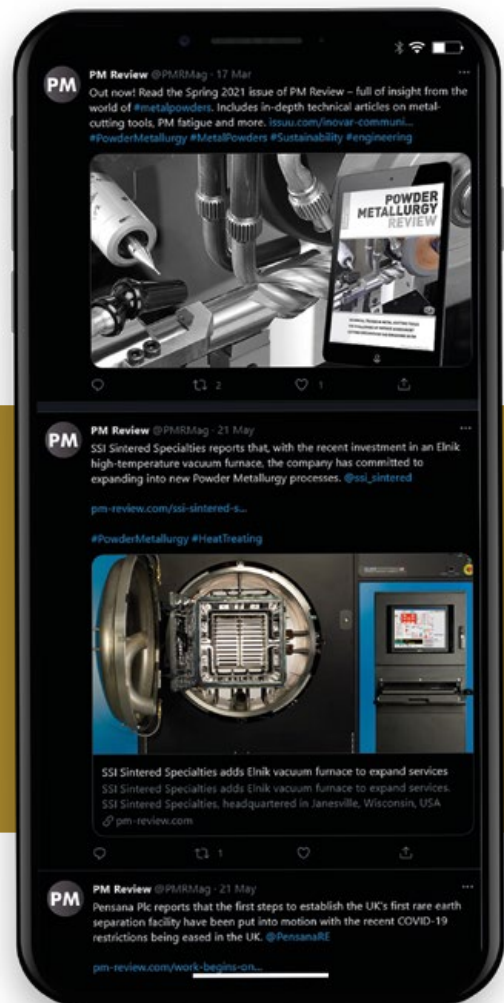 PM
PM Review @PMRMag · 17 Mar
Out now! Read the Spring 2021 issue of PM Review – full of insight from the
world of #metalpowders. Includes in-depth technical articles on metal-
cutting tools, PM fatigue and more. issuu.com/inovar-communi...
#PowderMetallurgy #MetalPowders #Sustainability #engineering
POWDER
METALLURGY
REVIEW
2
1
PM
PM Review @PMRMag · 21 May
SSI Sintered Specialties reports that, with the recent investment in an Elnik
high-temperature vacuum furnace, the company has committed to
expanding into new Powder Metallurgy processes. @ssi_sintered
pm-review.com/ssi-sintered-s...
#PowderMetallurgy #HeatTreating
SSI Sintered Specialties adds Elnik vacuum furnace to expand services
SSI Sintered Specialties adds Elnik vacuum furnace to expand services.
SSI Sintered Specialties, headquartered in Janesville, Wisconsin, USA
pm-review.com
1
PM
PM Review @PMRMag · 21 May
Pensana Plc reports that the first steps to establish the UK's first rare earth
separation facility have been put into motion with the recent COVID-19
restrictions being eased in the UK. @PensanaRE
pm-review.com/work-begins-on...